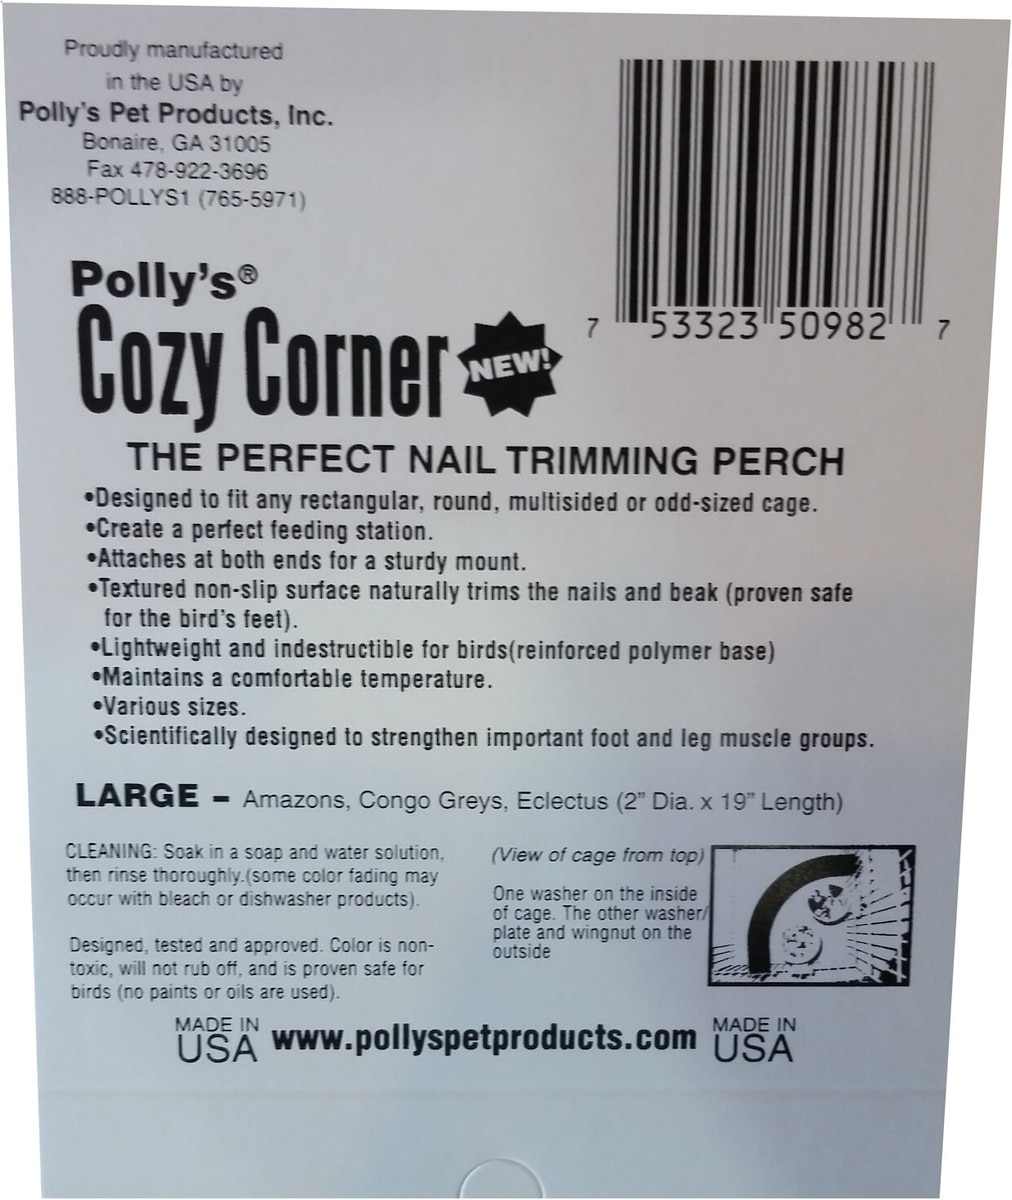 Proudly manufactured
in the USA by
Polly's Pet Products, Inc.
Bonaire, GA 31005
Fax 478-922-3696
888-POLLYS1 (765-5971)
7 53323 50982 7
Polly's®
Cozy Corner
NEW!
THE PERFECT NAIL TRIMMING PERCH
•Designed to fit any rectangular, round, multisided or odd-sized cage.
•Create a perfect feeding station.
•Attaches at both ends for a sturdy mount.
•Textured non-slip surface naturally trims the nails and beak (proven safe
for the bird's feet).
•Lightweight and indestructible for birds(reinforced polymer base)
•Maintains a comfortable temperature.
•Various sizes.
•Scientifically designed to strengthen important foot and leg muscle groups.
LARGE – Amazons, Congo Greys, Eclectus (2” Dia. x 19” Length)
CLEANING: Soak in a soap and water solution,
then rinse thoroughly.(some color fading may
occur with bleach or dishwasher products).
Designed, tested and approved. Color is non-
toxic, will not rub off, and is proven safe for
birds (no paints or oils are used).
(View of cage from top)
One washer on the inside
of cage. The other washer/
plate and wingnut on the
outside
MADE IN
USA
www.pollyspetproducts.com
MADE IN
USA